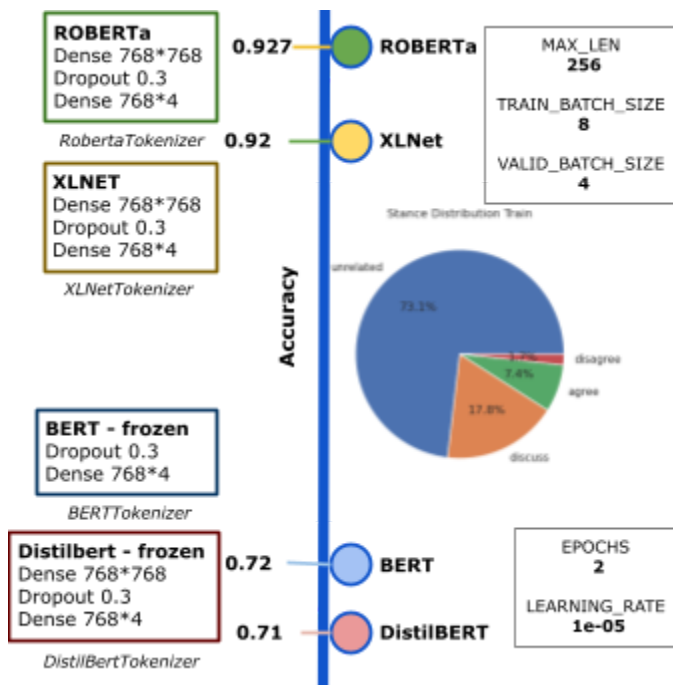 ROBERTa
Dense 768*768
Dropout 0.3
Dense 768*4
RobertaTokenizer
0.927
ROBERTa
0.92
XLNet
MAX_LEN
256
TRAIN_BATCH_SIZE
8
VALID_BATCH_SIZE
4
XLNET
Dense 768*768
Dropout 0.3
Dense 768*4
XLNetTokenizer
Accuracy
Stance Distribution Train
unrelated
73.1%
1.7%
disagree
7.4%
agree
17.8%
discuss
BERT - frozen
Dropout 0.3
Dense 768*4
BERTTokenizer
Distilbert - frozen
Dense 768*768
Dropout 0.3
Dense 768*4
DistilBertTokenizer
0.72
BERT
0.71
DistilBERT
EPOCHS
2
LEARNING_RATE
1e-05